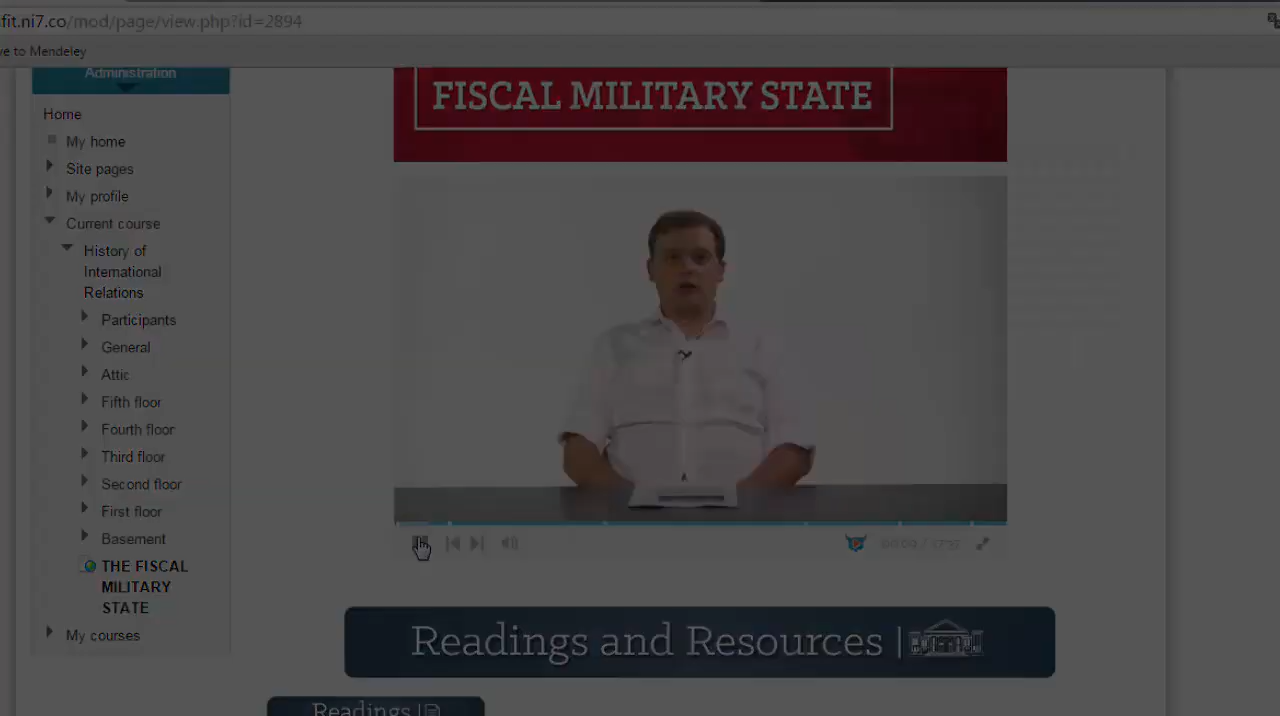 fit.ni7.co/mod/page/view.php?id=2894
ve to Mendeley
Administration
FISCAL MILITARY STATE
Home
My home
Site pages
My profile
Current course
History of
International
Relations
Participants
General
Attic
Fifth floor
Fourth floor
Third floor
Second floor
First floor
Basement
THE FISCAL
MILITARY
STATE
My courses
Readings and Resources |
Readings |